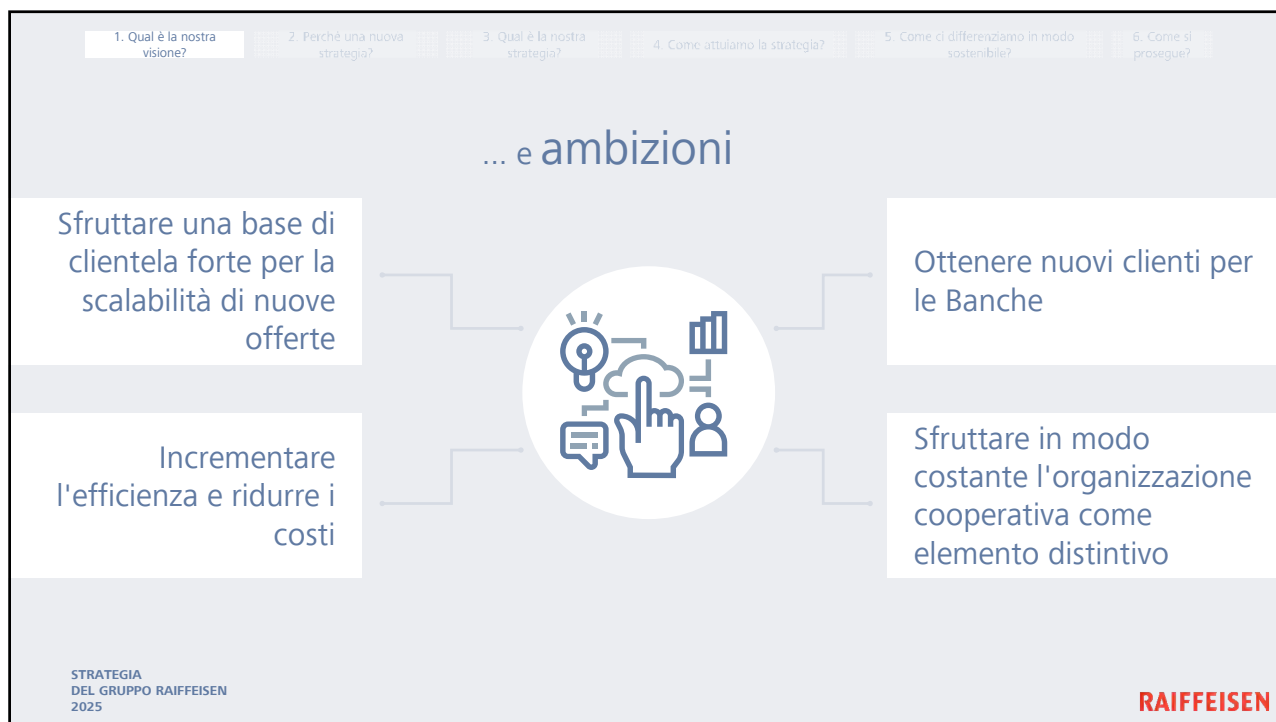 1. Qual è la nostra
visione?
2. Perché una nuova
strategia?
3. Qual è la nostra
strategia?
4. Come attuiamo la strategia?
5. Come ci differenziamo in modo
sostenibile?
6. Come si
prosegue?
... e ambizioni
Sfruttare una base di
clientela forte per la
scalabilità di nuove
offerte
Ottenere nuovi clienti per
le Banche
Incrementare
l'efficienza e ridurre i
costi
Sfruttare in modo
costante l'organizzazione
cooperativa come
elemento distintivo
STRATEGIA
DEL GRUPPO RAIFFEISEN
2025
RAIFFEISEN